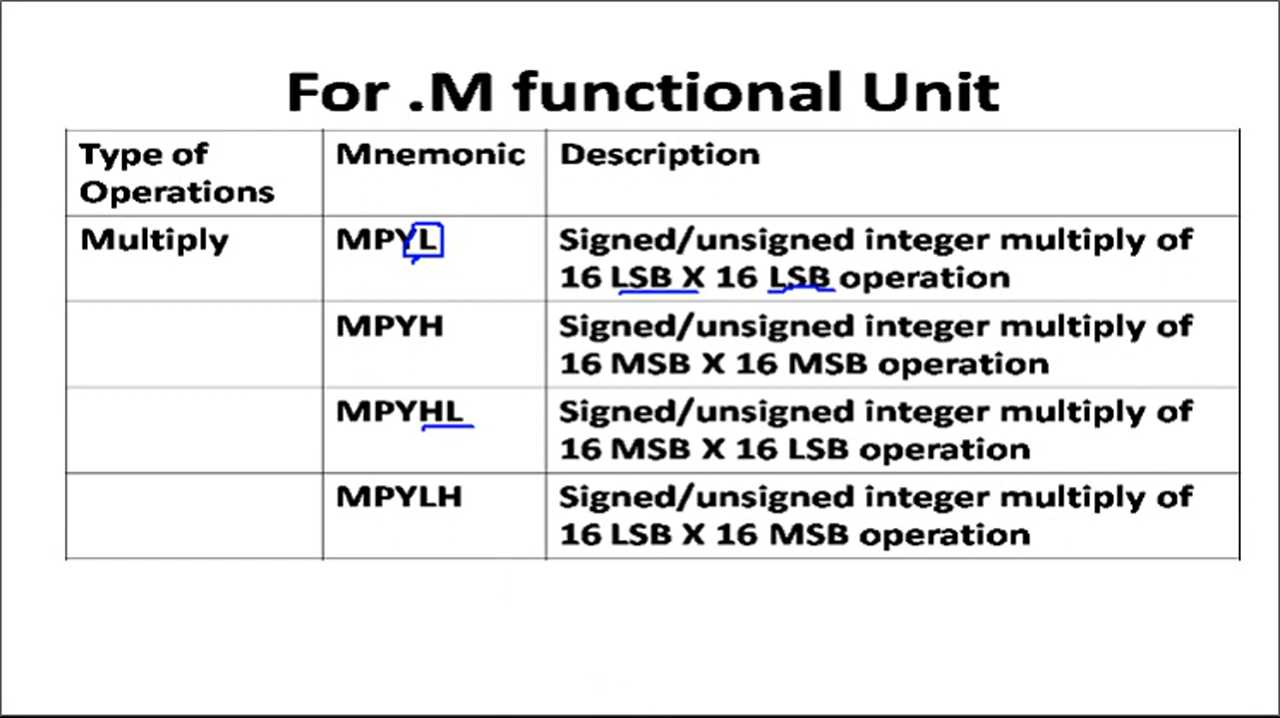 For .M functional Unit
Type of Operations Mnemonic Description
Multiply MPYL Signed/unsigned integer multiply of
16 LSB X 16 LSB operation
MPYH Signed/unsigned integer multiply of
16 MSB X 16 MSB operation
MPYHL Signed/unsigned integer multiply of
16 MSB X 16 LSB operation
MPYLH Signed/unsigned integer multiply of
16 LSB X 16 MSB operation